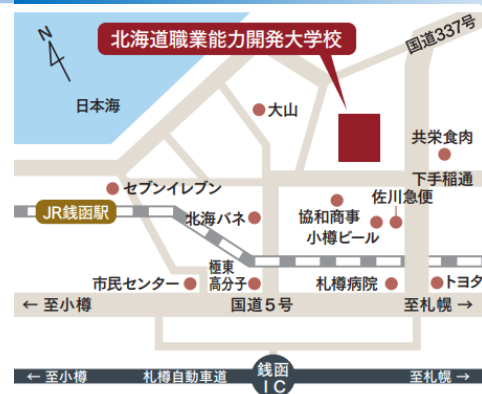 N
北海道職業能力開発大学校
国道337号
日本海
大山
共栄食肉
下手稲通
セブンイレブン
佐川急便
JR銭函駅
北海バネ
協和商事
小樽ビール
極東
高分子
市民センター
札樽病院
トヨタ
← 至小樽
国道5号
至札幌 →
← 至小樽
札樽自動車道
銭函
IC
至札幌 →